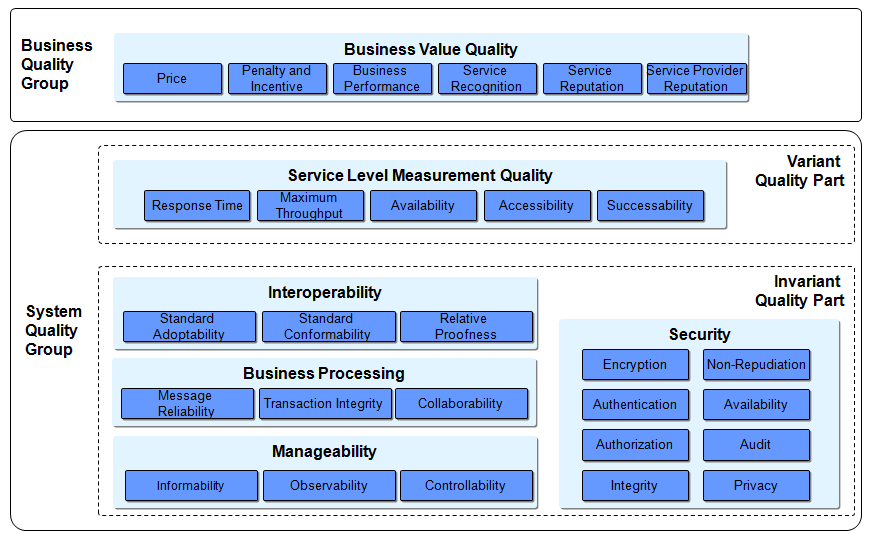 Business
Quality
Group
Business Value Quality
Price
Penalty and
Incentive
Business
Performance
Service
Recognition
Service
Reputation
Service Provider
Reputation
System
Quality
Group
Variant
Quality Part
Service Level Measurement Quality
Response Time
Maximum
Throughput
Availability
Accessibility
Successability
Invariant
Quality Part
Interoperability
Standard
Adoptability
Standard
Conformability
Relative
Proofness
Business Processing
Message
Reliability
Transaction Integrity
Collaborability
Manageability
Informability
Observability
Controllability
Security
Encryption
Non-Repudiation
Authentication
Availability
Authorization
Audit
Integrity
Privacy